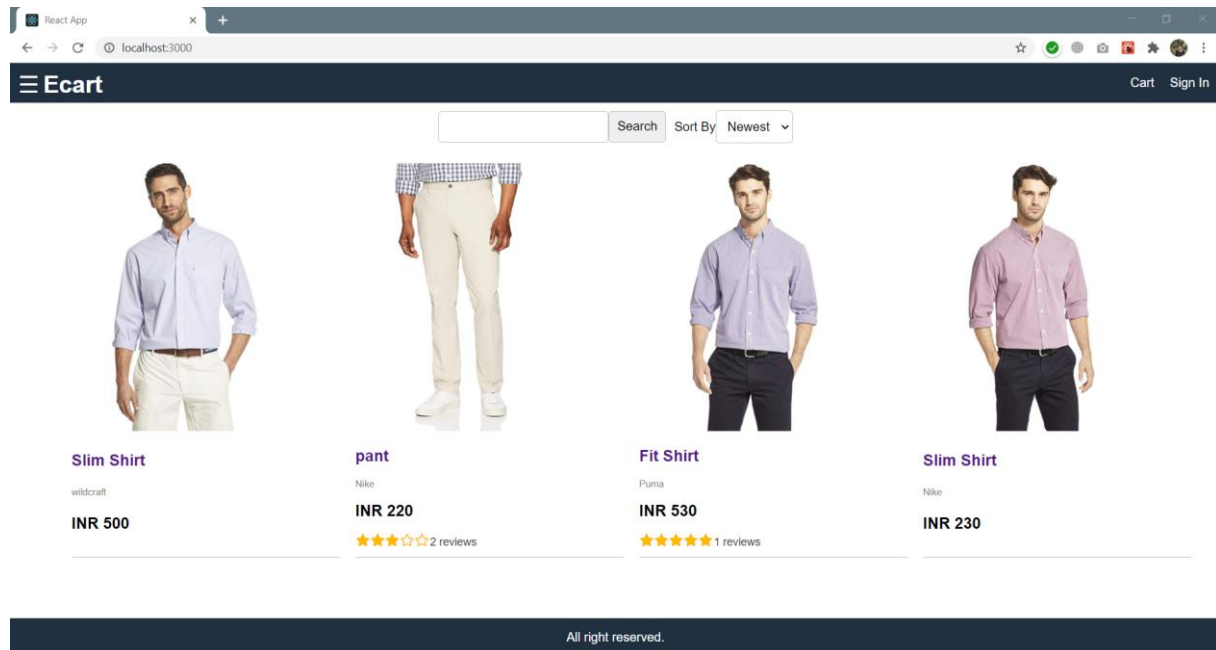 React App
localhost:3000
☰ Ecart
Cart Sign In
Search Sort By Newest
Slim Shirt
wildcraft
INR 500
pant
Nike
INR 220
2 reviews
Fit Shirt
Puma
INR 530
1 reviews
Slim Shirt
Nike
INR 230
All right reserved.